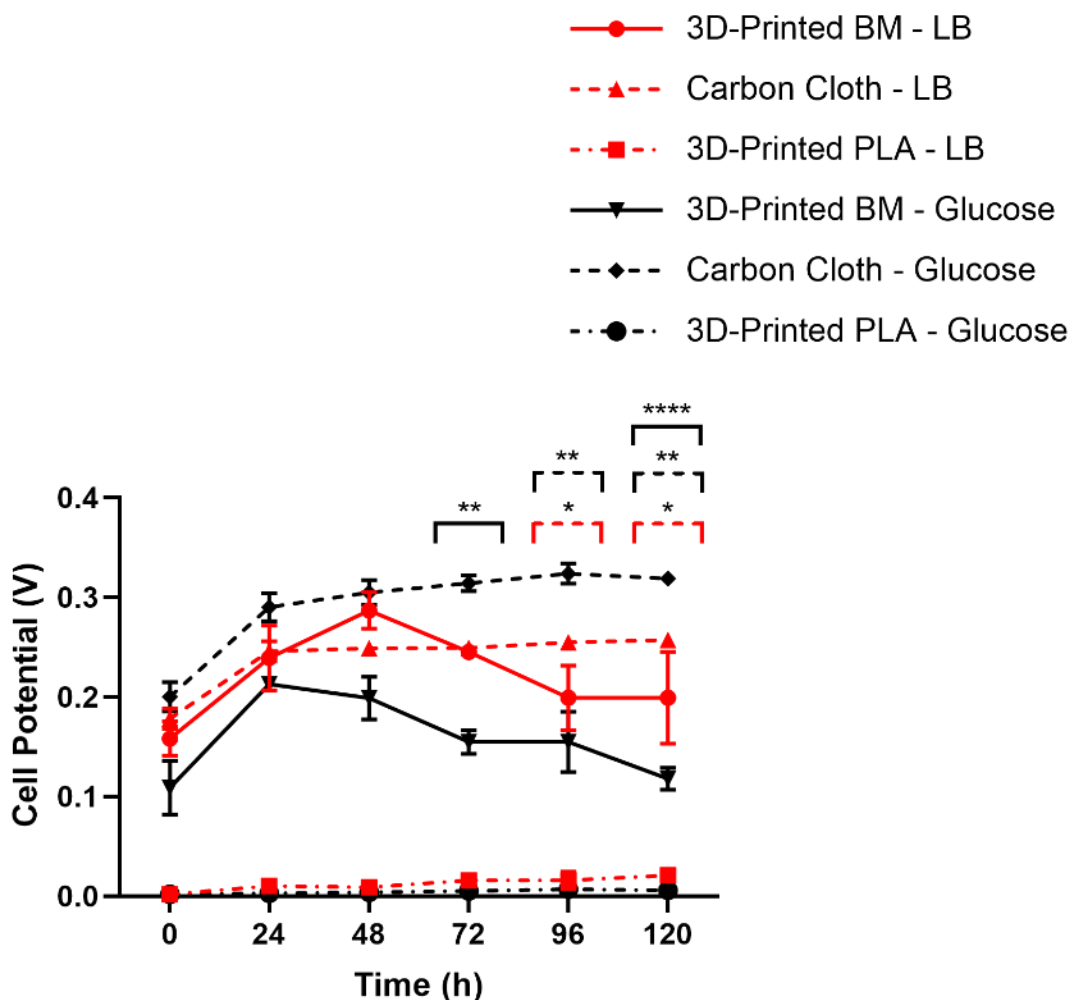 3D-Printed BM - LB
Carbon Cloth - LB
3D-Printed PLA - LB
3D-Printed BM - Glucose
Carbon Cloth - Glucose
3D-Printed PLA - Glucose
****
** **
** * *
0.4
0.3
0.2
0.1
0.0
Cell Potential (V)
0 24 48 72 96 120
Time (h)